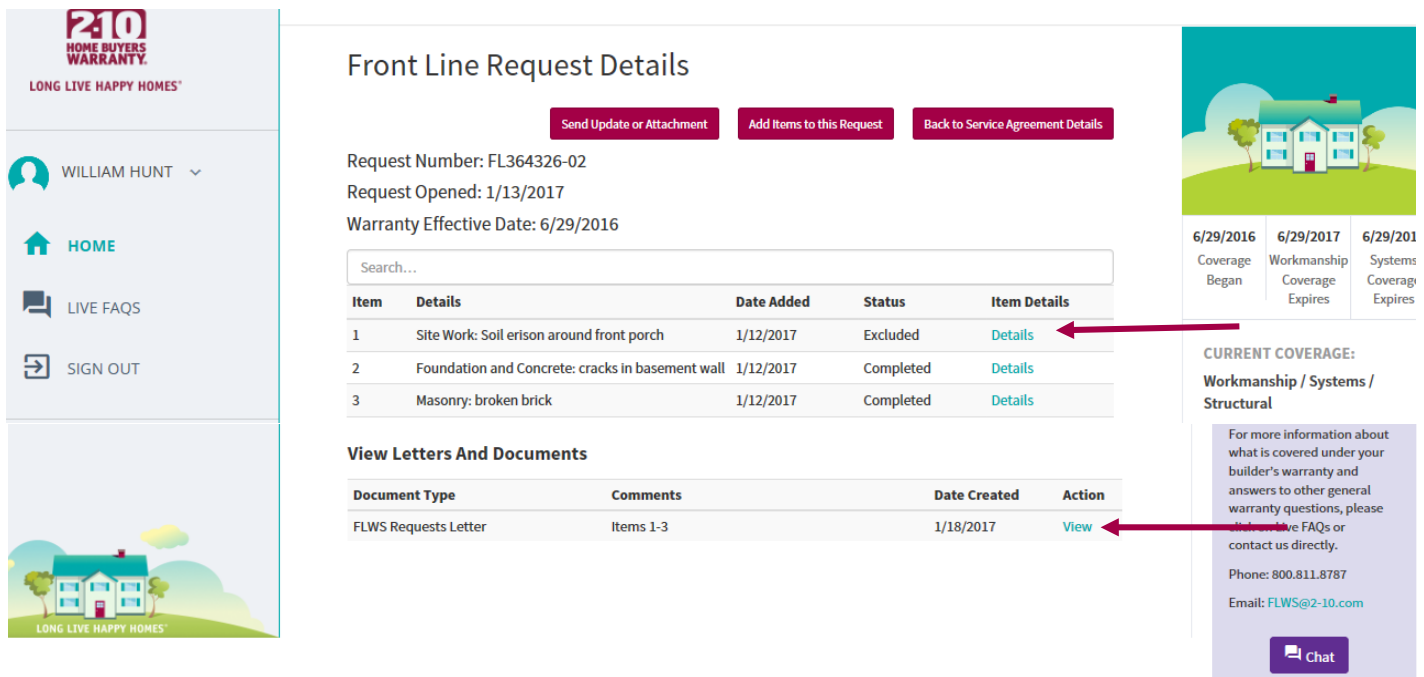 2-10
HOME BUYERS
WARRANTY.
LONG LIVE HAPPY HOMES®
WILLIAM HUNT
HOME
LIVE FAQS
SIGN OUT
LONG LIVE HAPPY HOMES®
Front Line Request Details
Send Update or Attachment Add Items to this Request Back to Service Agreement Details
Request Number: FL364326-02
Request Opened: 1/13/2017
Warranty Effective Date: 6/29/2016
Search...
Item Details Date Added Status Item Details
1 Site Work: Soil erison around front porch 1/12/2017 Excluded Details
2 Foundation and Concrete: cracks in basement wall 1/12/2017 Completed Details
3 Masonry: broken brick 1/12/2017 Completed Details
View Letters And Documents
Document Type Comments Date Created Action
FLWS Requests Letter Items 1-3 1/18/2017 View
6/29/2016 6/29/2017 6/29/201
Coverage Workmanship Systems
Began Coverage Coverage
Expires Expires
CURRENT COVERAGE:
Workmanship / Systems /
Structural
For more information about
what is covered under your
builder's warranty and
answers to other general
warranty questions, please
FAQs or
contact us directly.
Phone: 800.811.8787
Email: FLWS@2-10.com
Chat